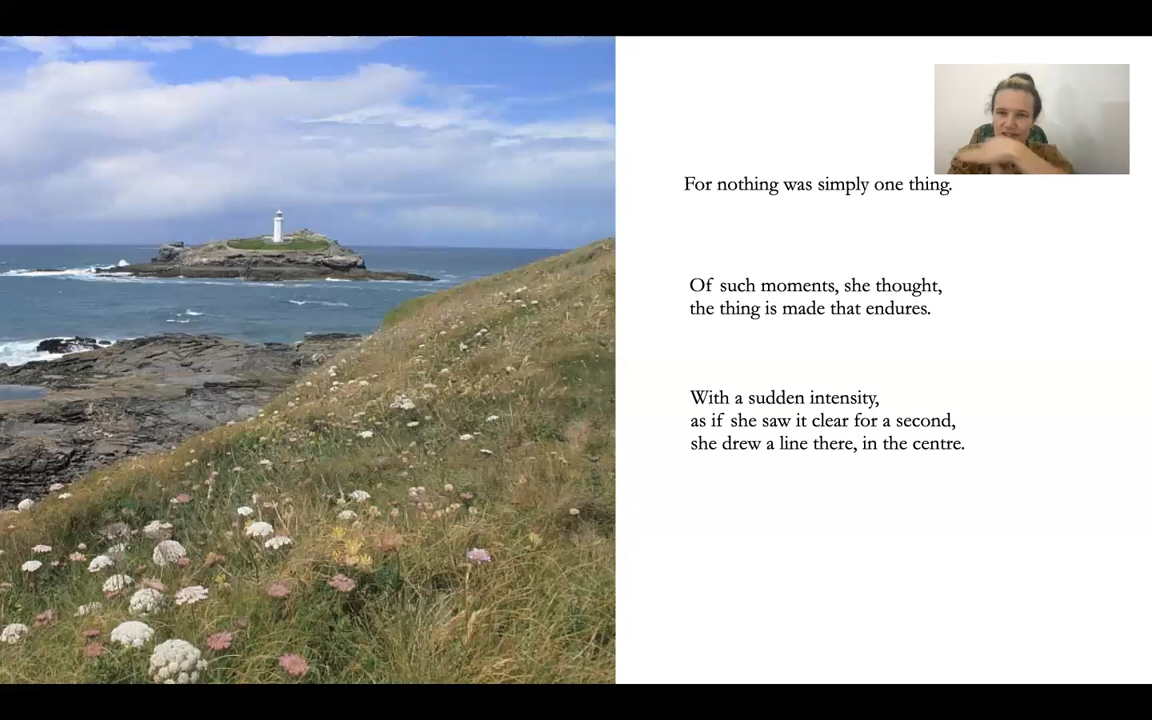 For nothing was simply one thing.
Of such moments, she thought,
the thing is made that endures.
With a sudden intensity,
as if she saw it clear for a second,
she drew a line there, in the centre.